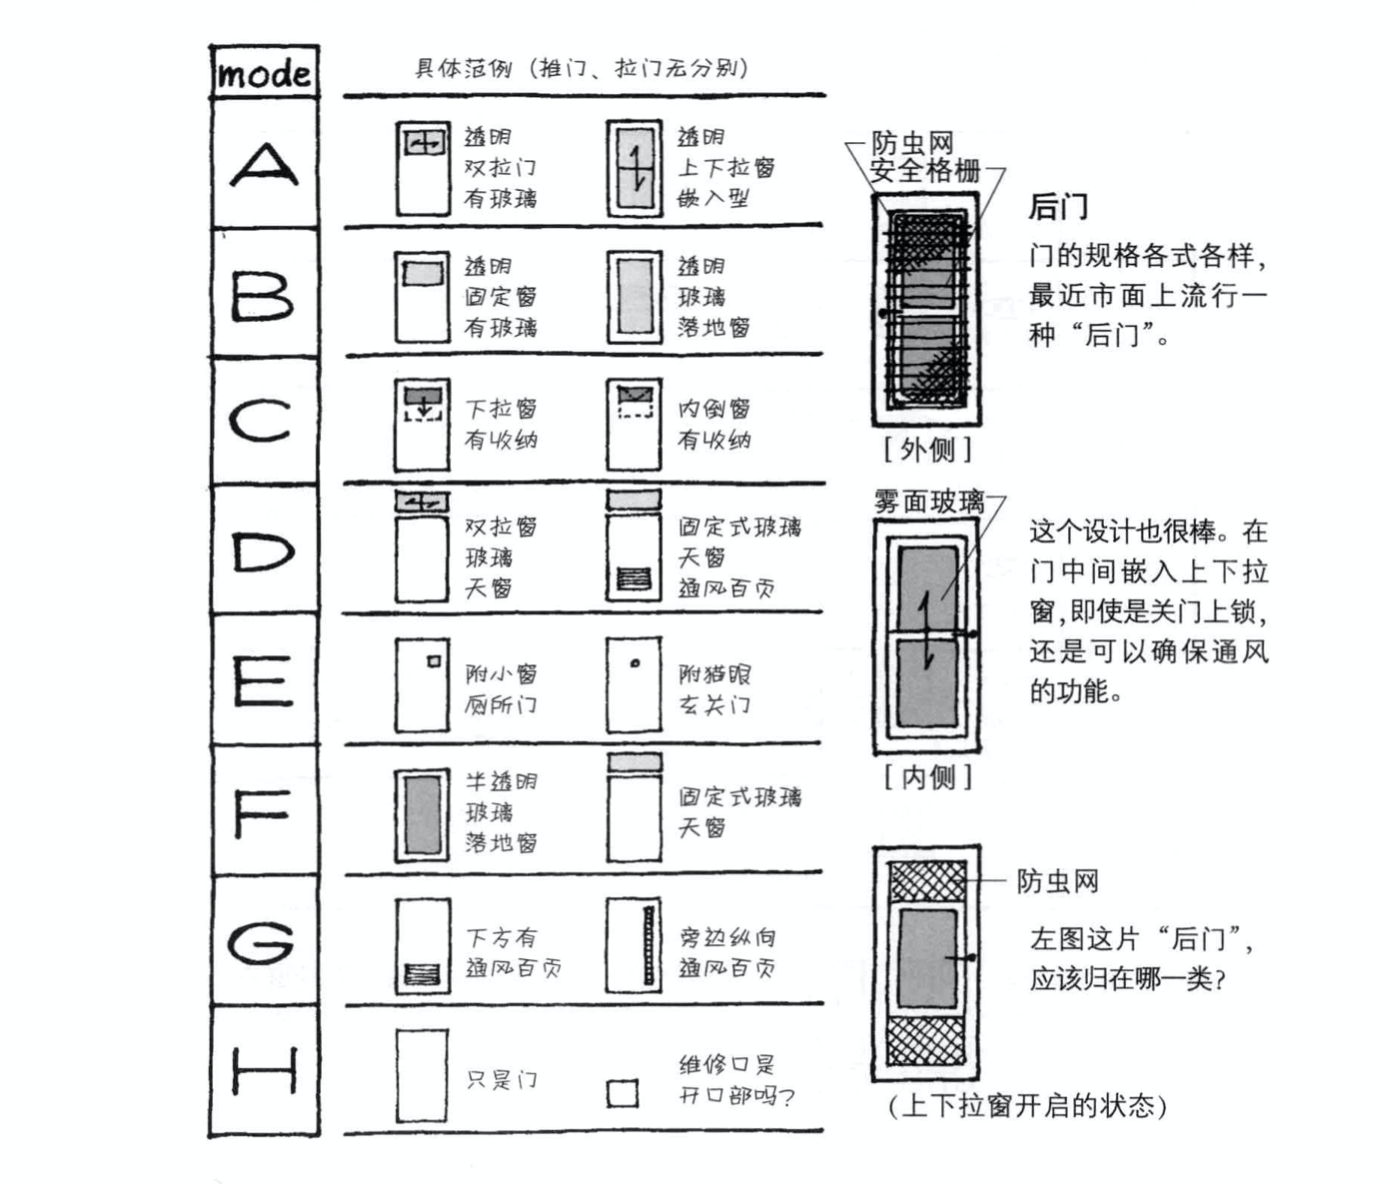 mode
具体范例（推门、拉门无分别）
A
透明
双拉门
有玻璃
透明
上下拉窗
嵌入型
B
透明
固定窗
有玻璃
透明
玻璃
落地窗
C
下拉窗
有收纳
内倒窗
有收纳
D
双拉窗
玻璃
天窗
固定式玻璃
天窗
通风百页
E
附小窗
厕所门
附猫眼
玄关门
F
半透明
玻璃
落地窗
固定式玻璃
天窗
G
下方有
通风百页
旁边纵向
通风百页
H
只是门
维修口是
开口部吗?
防虫网
安全格栅
[外侧]
后门
门的规格各式各样，
最近市面上流行一
种“后门”。
雾面玻璃
[内侧]
这个设计也很棒。在
门中间嵌入上下拉
窗，即使是关门上锁，
还是可以确保通风
的功能。
防虫网
左图这片“后门”，
应该归在哪一类?
(上下拉窗开启的状态)